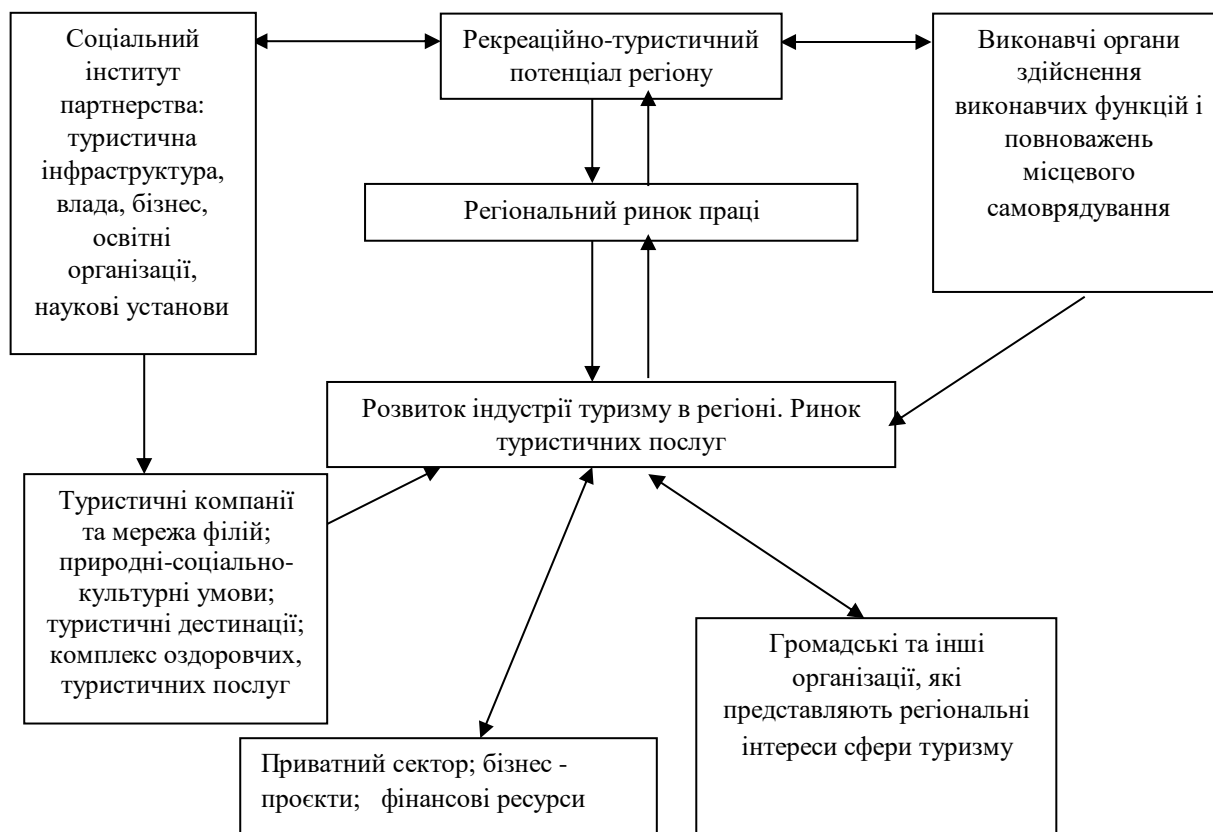 Соціальний
інститут
партнерства:
туристична
інфраструктура,
влада, бізнес,
освітні
організації,
наукові установи
Рекреаційно-туристичний
потенціал регіону
Виконавчі органи
здійснення
виконавчих функцій і
повноважень
місцевого
самоврядування
Регіональний ринок праці
Розвиток індустрії туризму в регіоні. Ринок
туристичних послуг
Туристичні компанії
та мережа філій;
природні-соціально-
культурні умови;
туристичні дестинації;
комплекс оздоровчих,
туристичних послуг
Громадські та інші
організації, які
представляють регіональні
інтереси сфери туризму
Приватний сектор; бізнес -
проєкти; фінансові ресурси